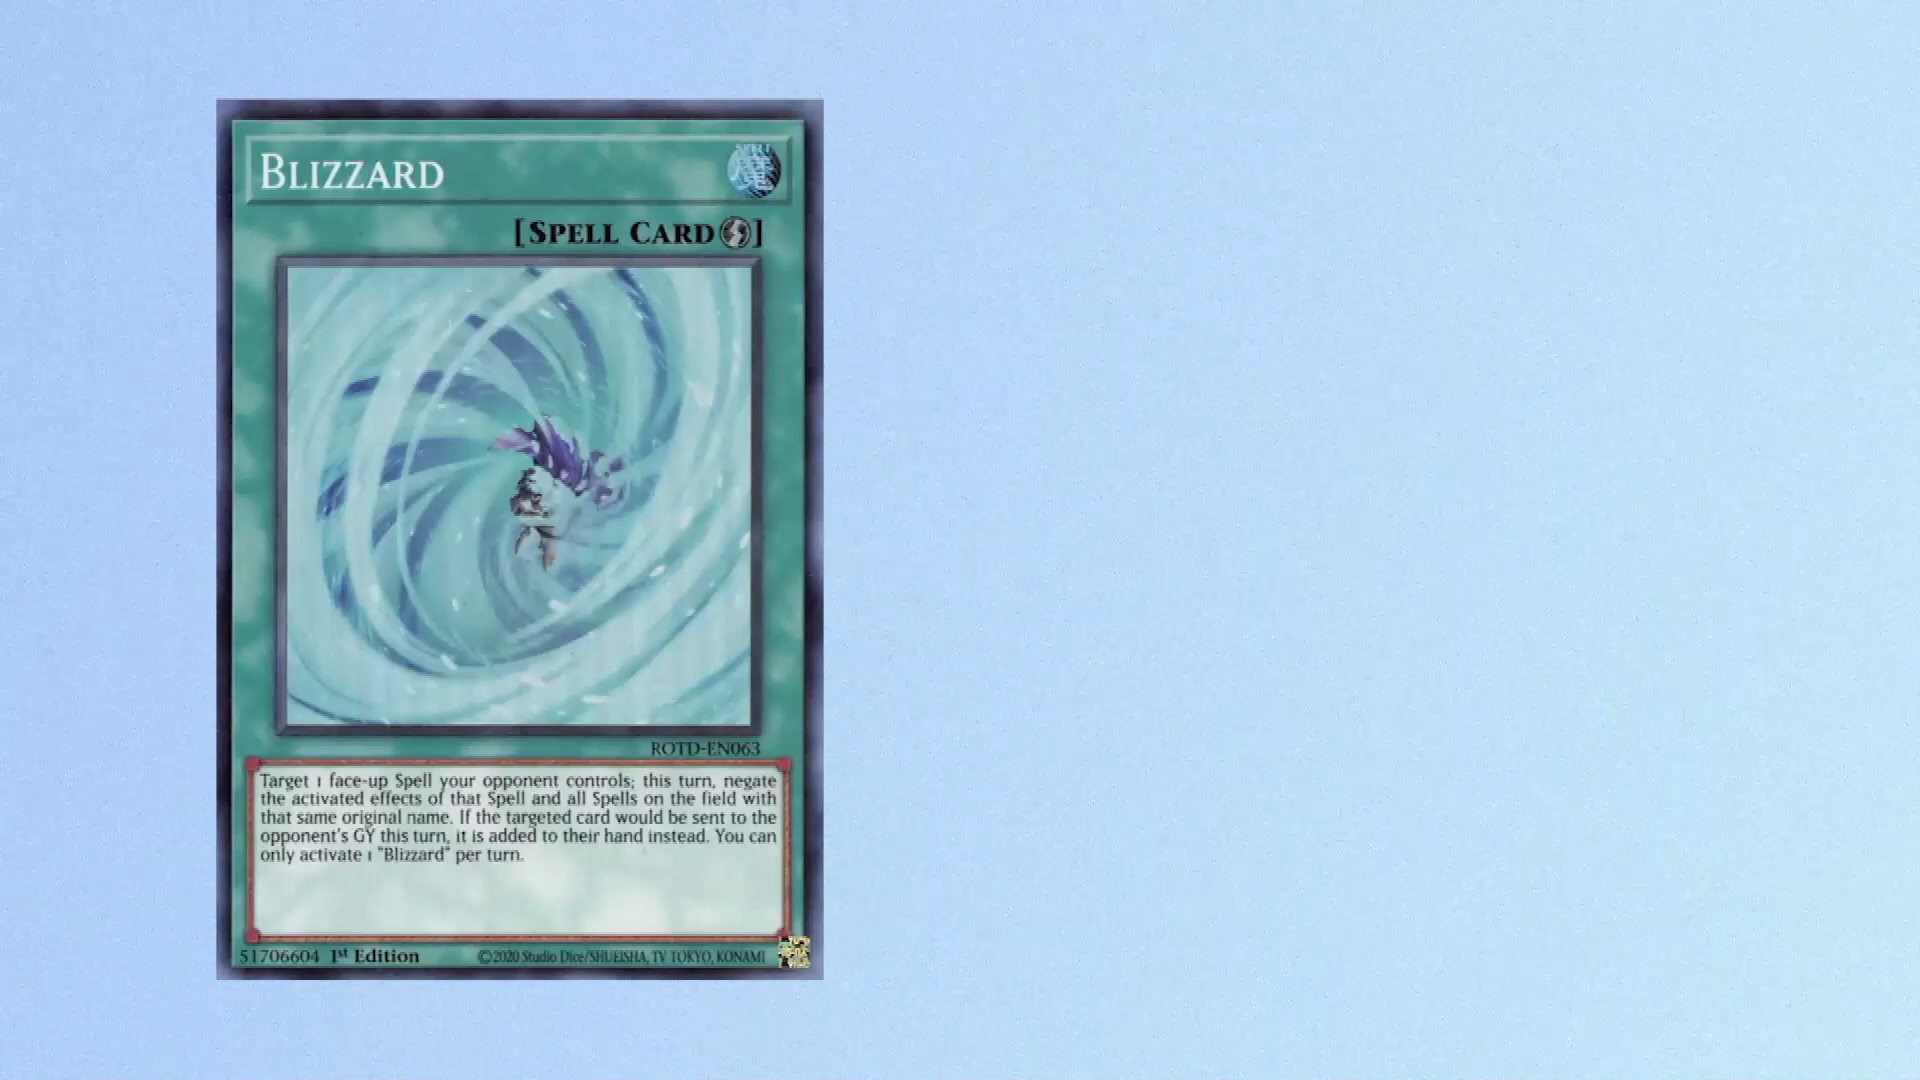 BLIZZARD
魔
[SPELL CARD]
ROTD-EN063
Target 1 face-up Spell your opponent controls; this turn, negate
the activated effects of that Spell and all Spells on the field with
that same original name. If the targeted card would be sent to the
opponent's GY this turn, it is added to their hand instead. You can
only activate 1 "Blizzard" per turn.
51706604 1st Edition ©2020 Studio Dice/SHUEISHA, TV TOKYO, KONAMI